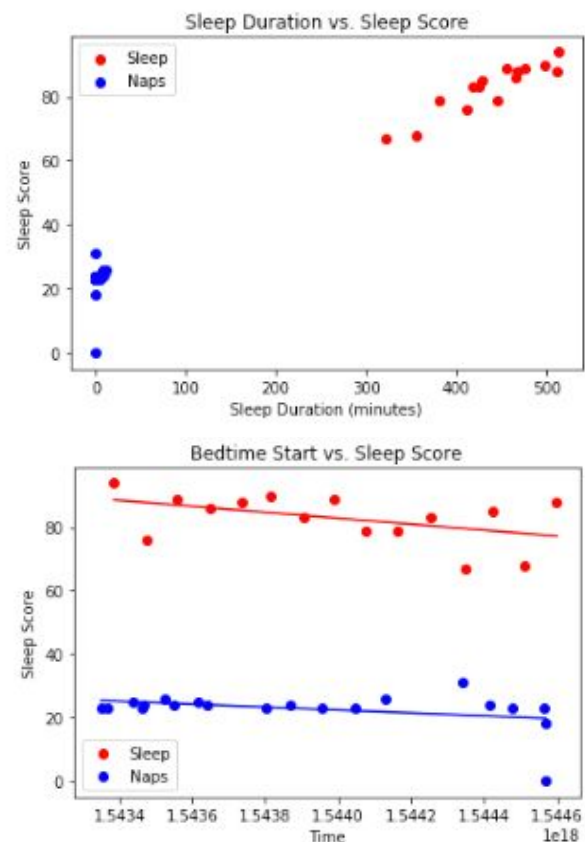 Sleep Duration vs. Sleep Score
Sleep
Naps
80
60
40
20
0
Sleep Score
0 100 200 300 400 500
Sleep Duration (minutes)
Bedtime Start vs. Sleep Score
80
60
40
20
0
Sleep Score
Sleep
Naps
1.5434 1.5436 1.5438 1.5440 1.5442 1.5444 1.5446
Time
1e18